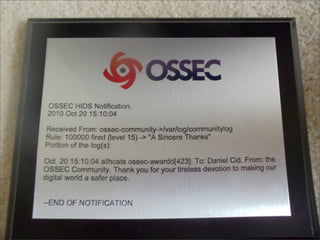 OSSEC
OSSEC HIDS Notification.
2010 Oct 20 15:10:04
Received From: ossec-community->/var/log/communitylog
Rule: 100000 fired (level 15) -> "A Sincere Thanks"
Portion of the log(s):
Oct 20 15:10:04 allhosts ossec-awardd[423]: To: Daniel Cid. From: the
OSSEC Community. Thank you for your tireless devotion to making our
digital world a safer place.
--END OF NOTIFICATION